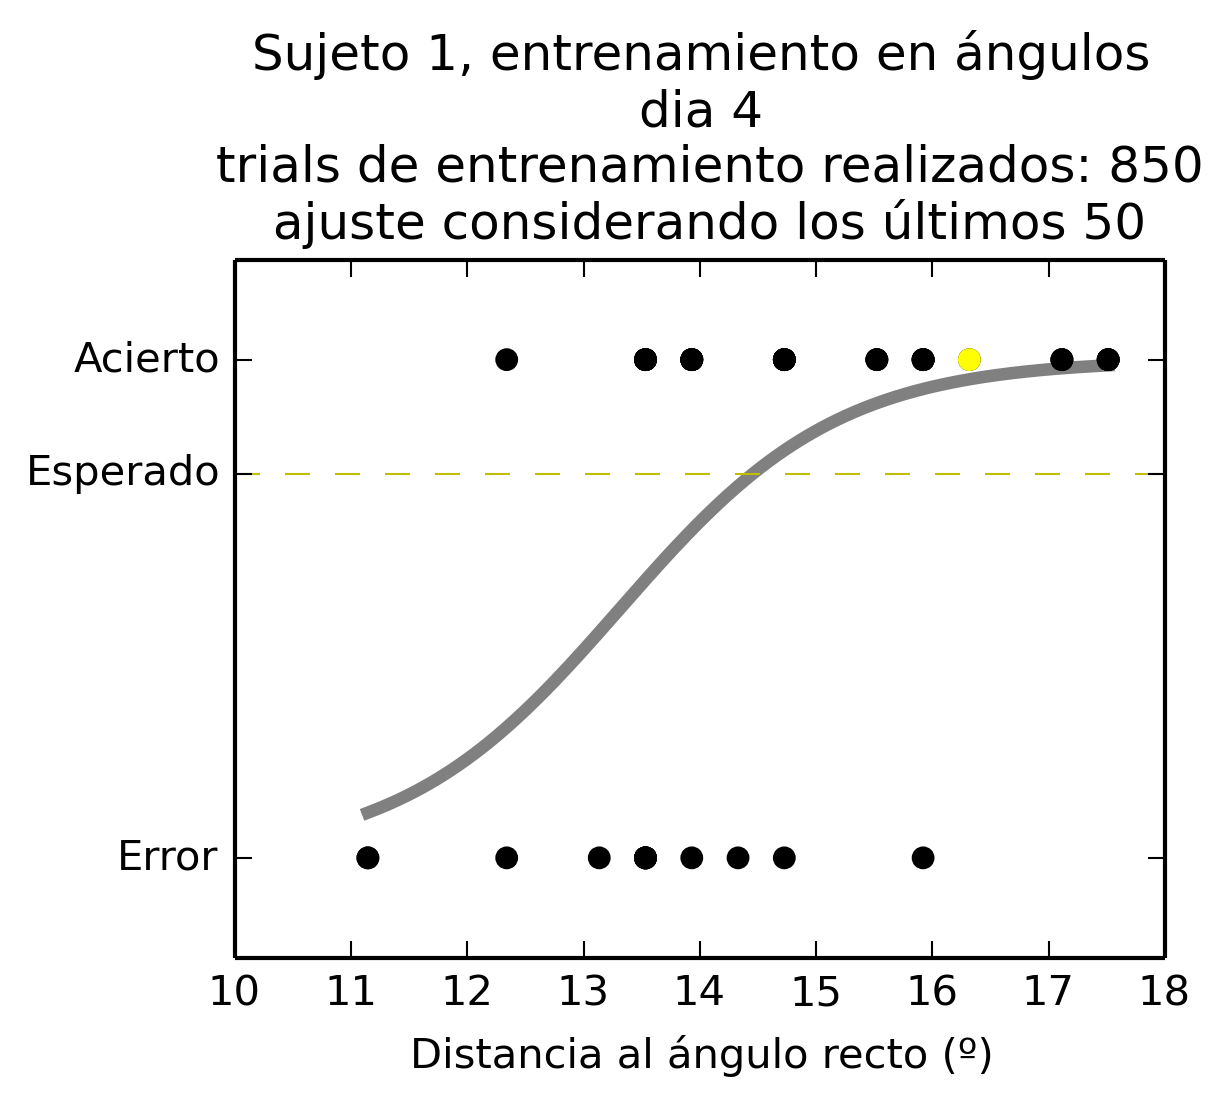 Sujeto 1, entrenamiento en ángulos
dia 4
trials de entrenamiento realizados: 850
ajuste considerando los últimos 50
Acierto
Esperado
Error
10 11 12 13 14 15 16 17 18
Distancia al ángulo recto (º)